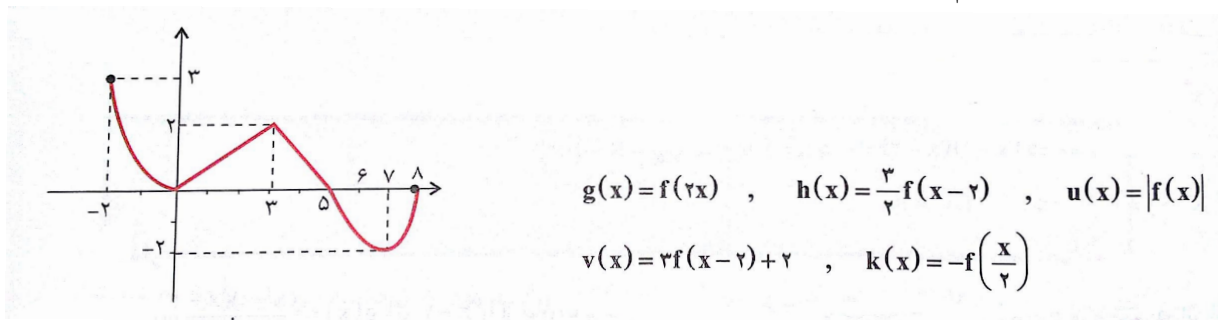 ۳
۲
۶ ۷ ۸
-۲ ۳ ۵
-۲
g(x)=f(۲x) , h(x)=۳/۲ f(x-۲) , u(x)=|f(x)|
v(x)=۳f(x-۲)+۲ , k(x)=-f(x/۲)